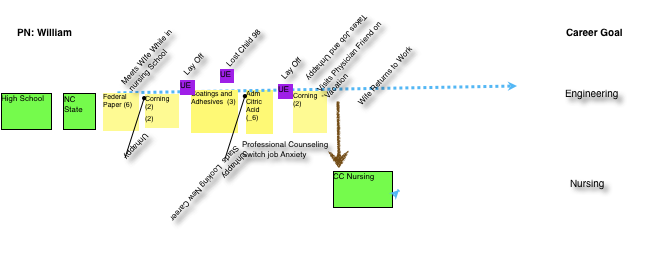 PN: William
Career Goal
Meets Wife While in
nursing School
Lay Off
Lost Child 98
Lay Off
Takes Job and Unhappy
Visits Physician Friend on
Vacation
Wife Returns to Work
High School
NC
State
Federal
Paper (6)
Corning
(2)
(2)
UE
Coatings and
Adhesives (3)
UE
Adm
Citric
Acid
(_6)
UE
Corning
(2)
Engineering
Unhappy
Unhappy
Starts Looking New Career
Professional Counseling
Switch job Anxiety
CC Nursing
Nursing